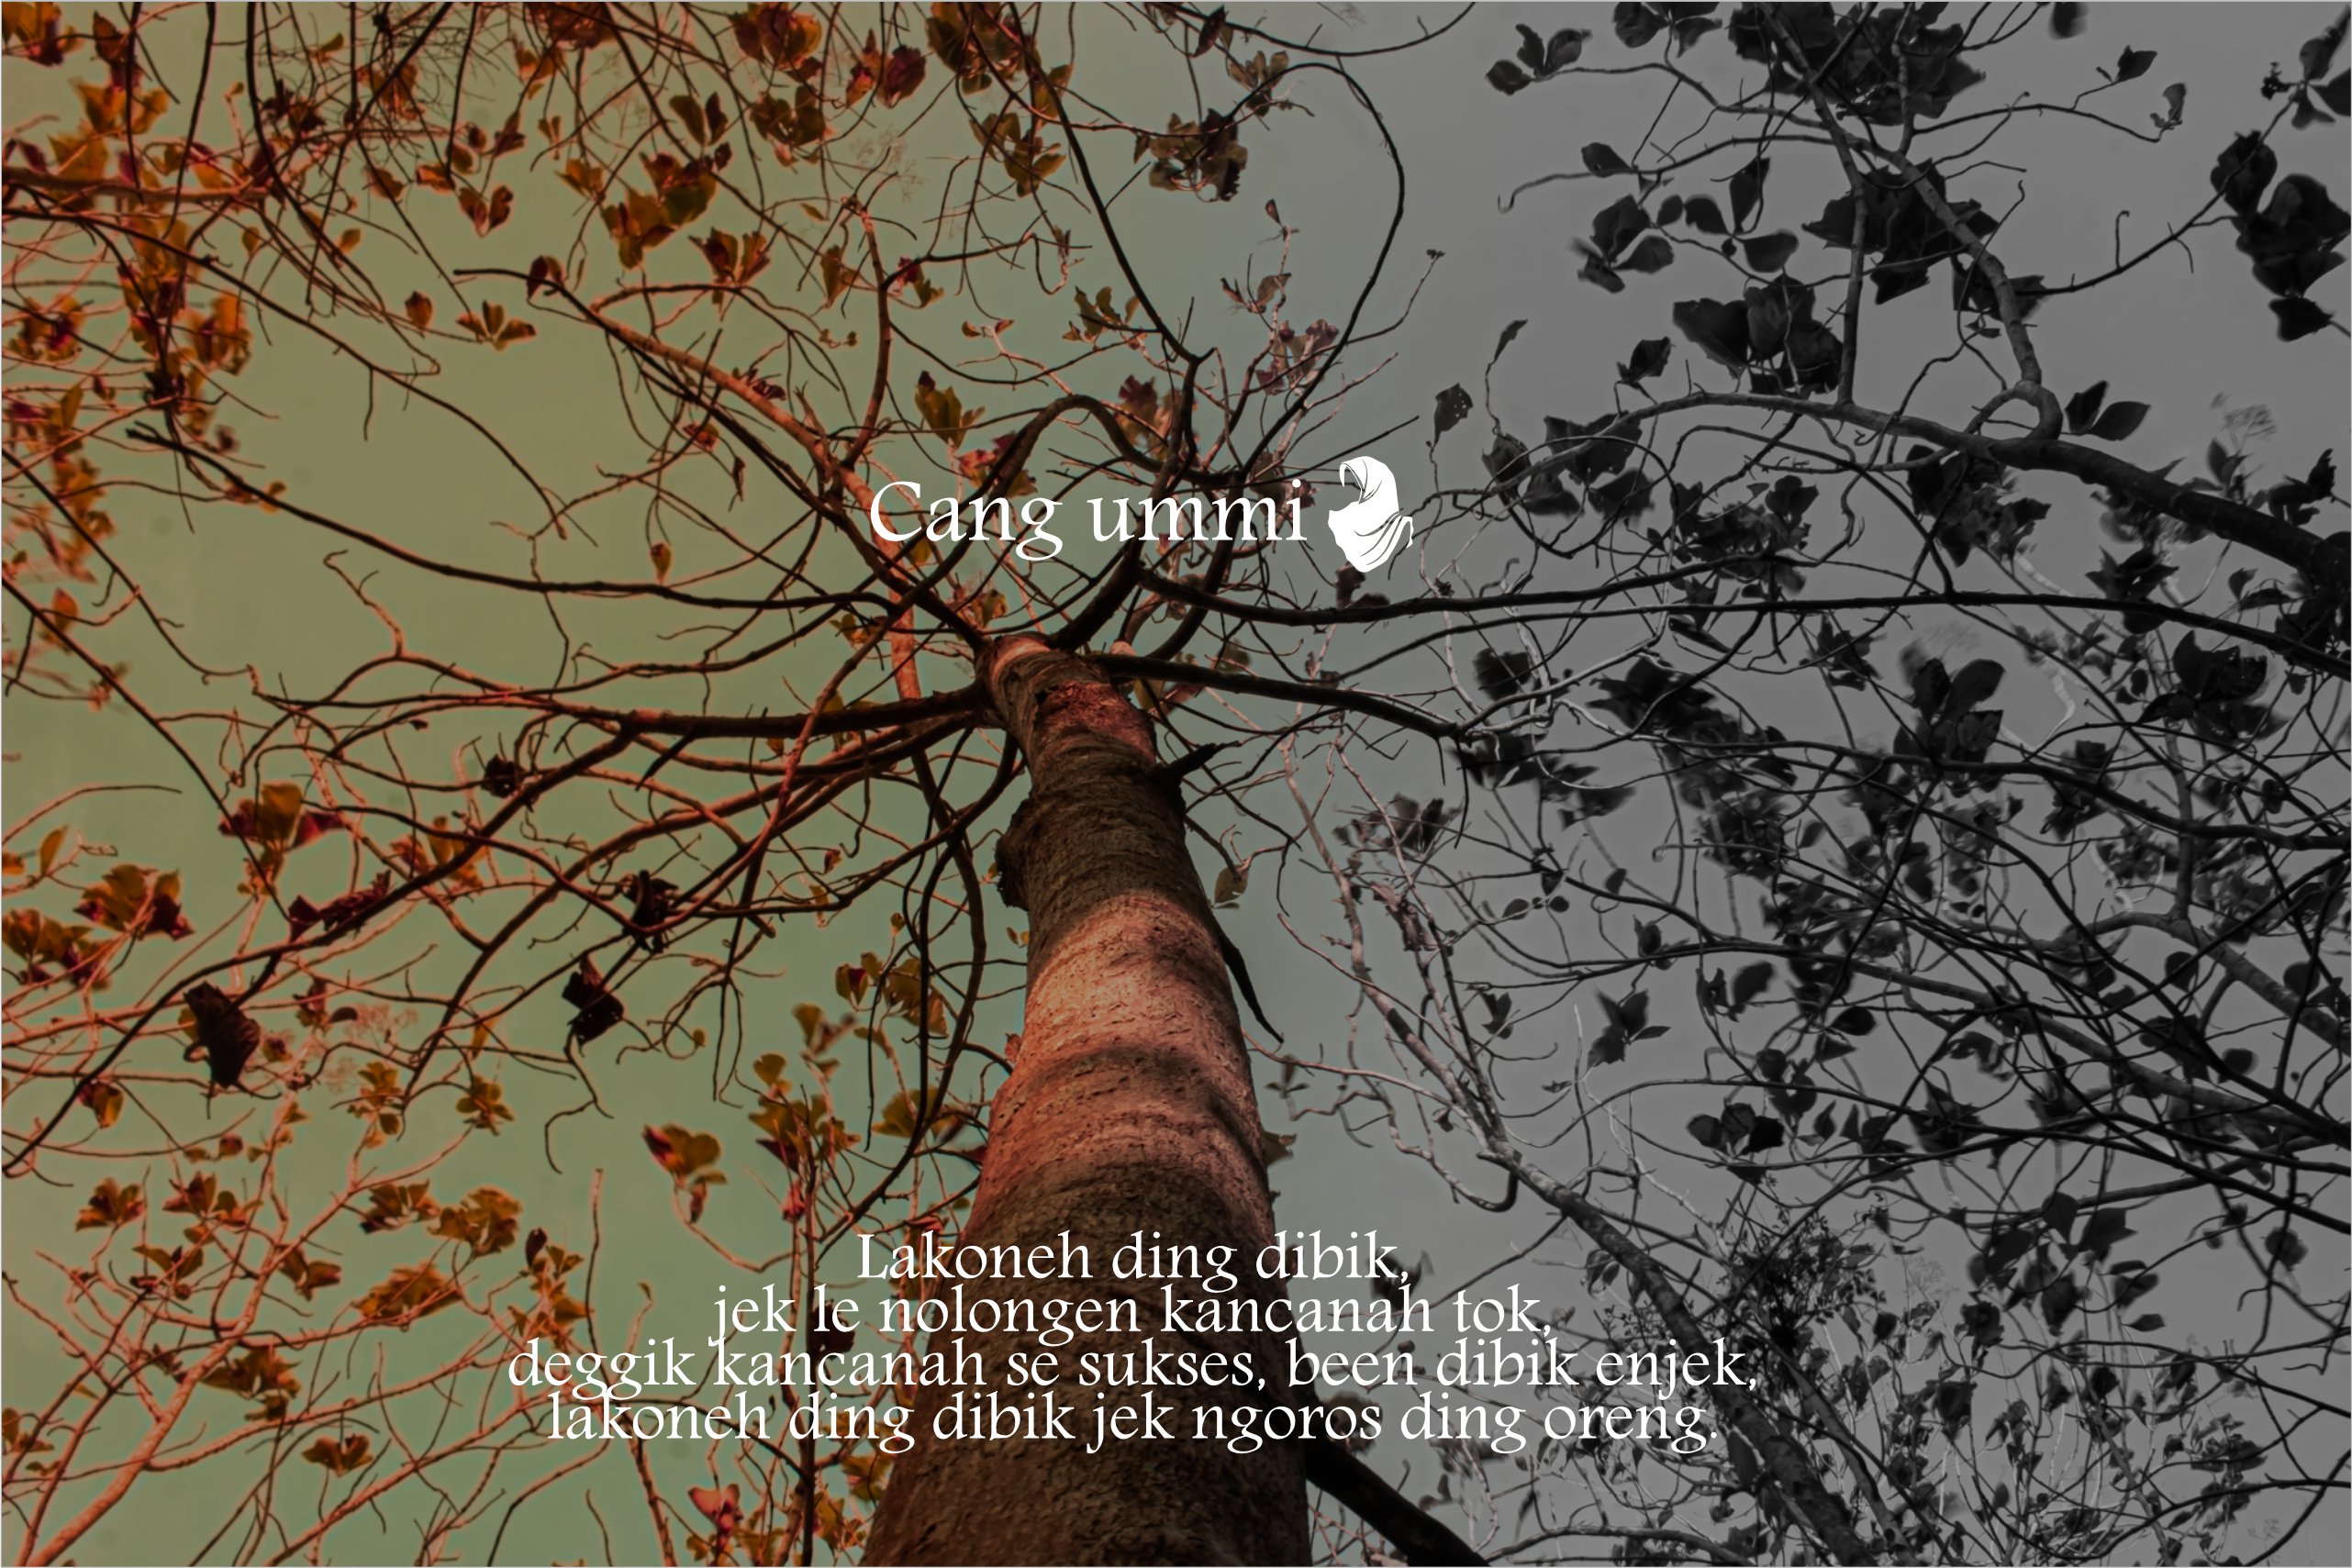 Cang ummi
Lakoneh ding dibik,
jek le nolongen kancanah tok,
deggik kancanah se sukses, been dibik enjek,
lakoneh ding dibik jek ngoros ding oreng.